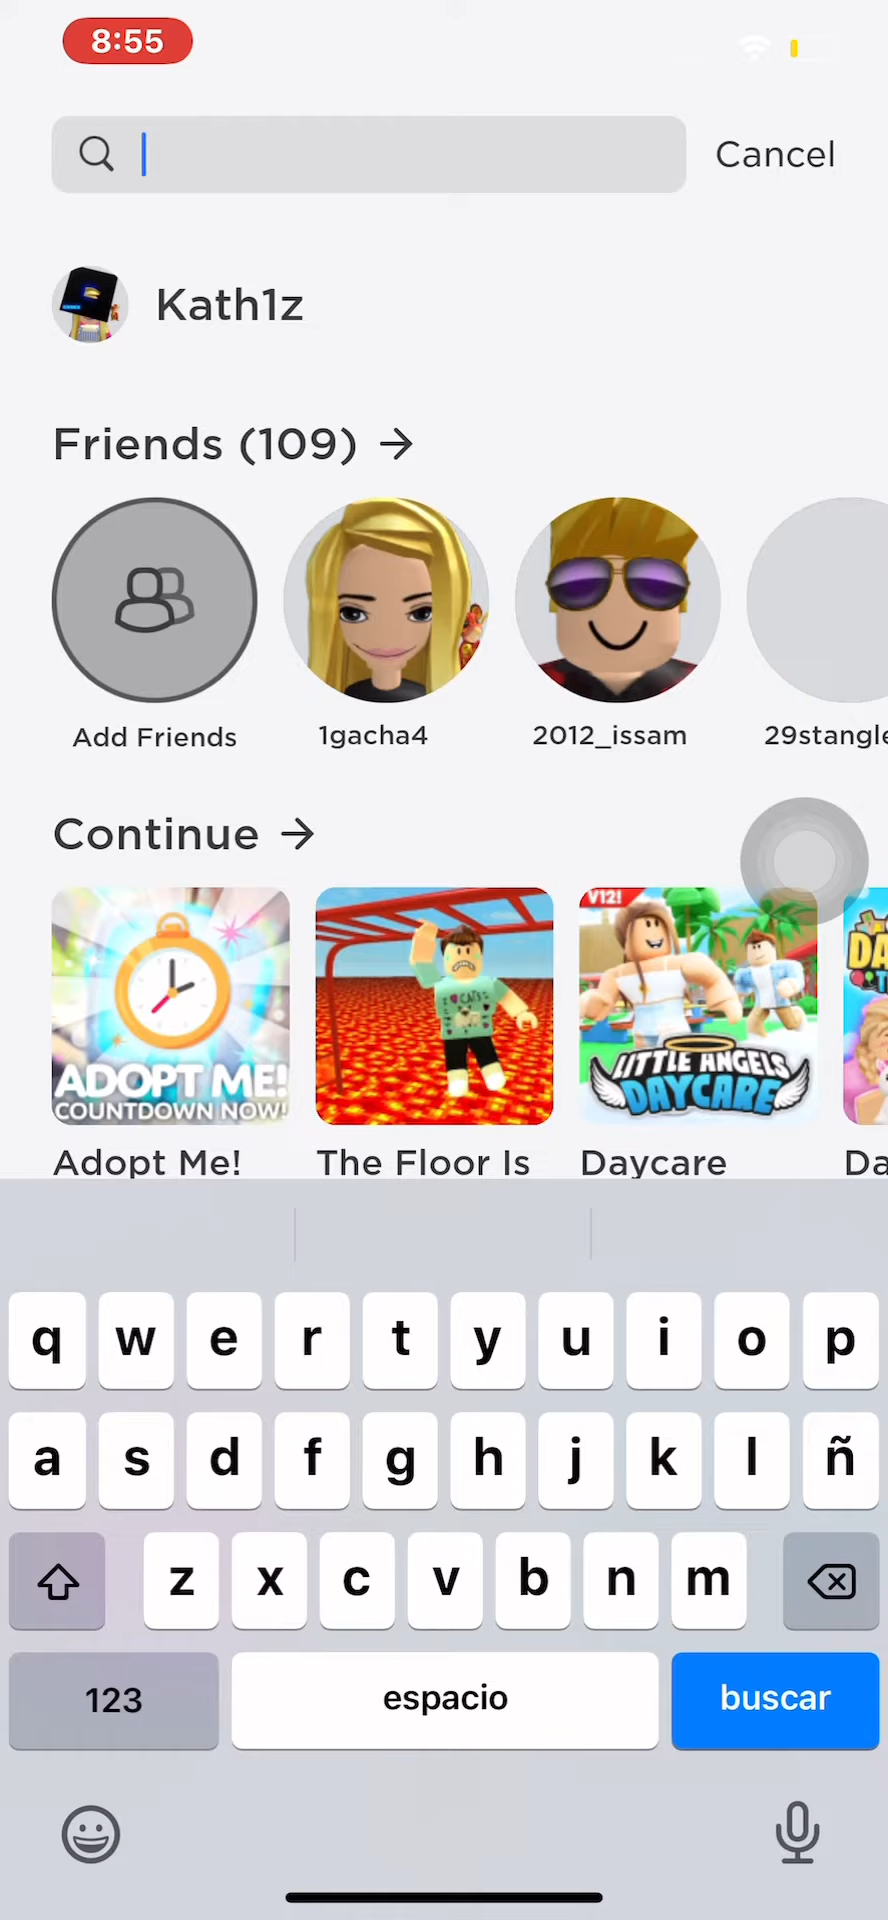 8:55
Cancel
Kath1z
Friends (109) →
Add Friends
1gacha4
2012_issam
29stangle
Continue →
ADOPT ME!
COUNTDOWN NOW!
V12!
LITTLE ANGELS
DAYCARE
DA
Adopt Me!
The Floor Is
Daycare
Da
q w e r t y u i o p
a s d f g h j k l ñ
z x c v b n m
123
espacio
buscar